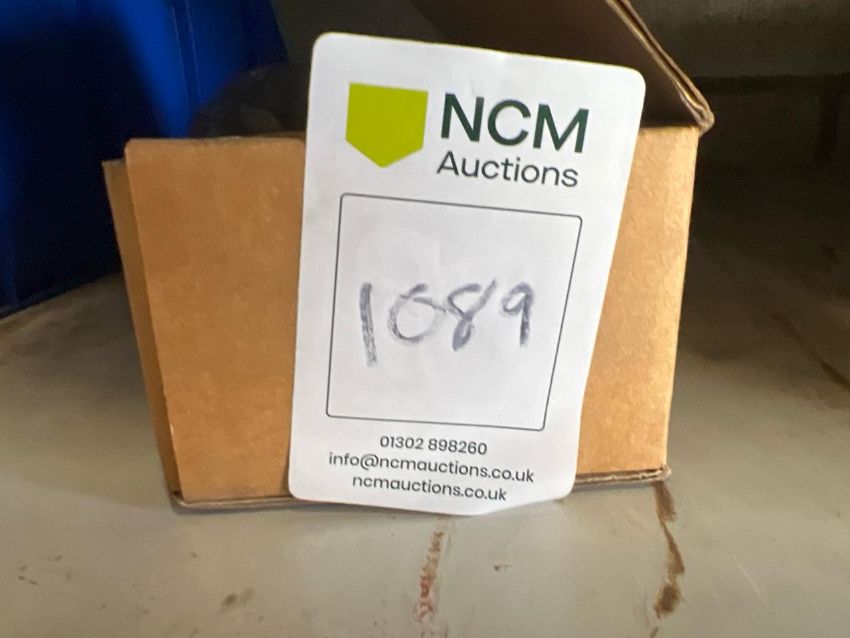 NCM
Auctions
1089
01302 898260
info@ncmauctions.co.uk
ncmauctions.co.uk